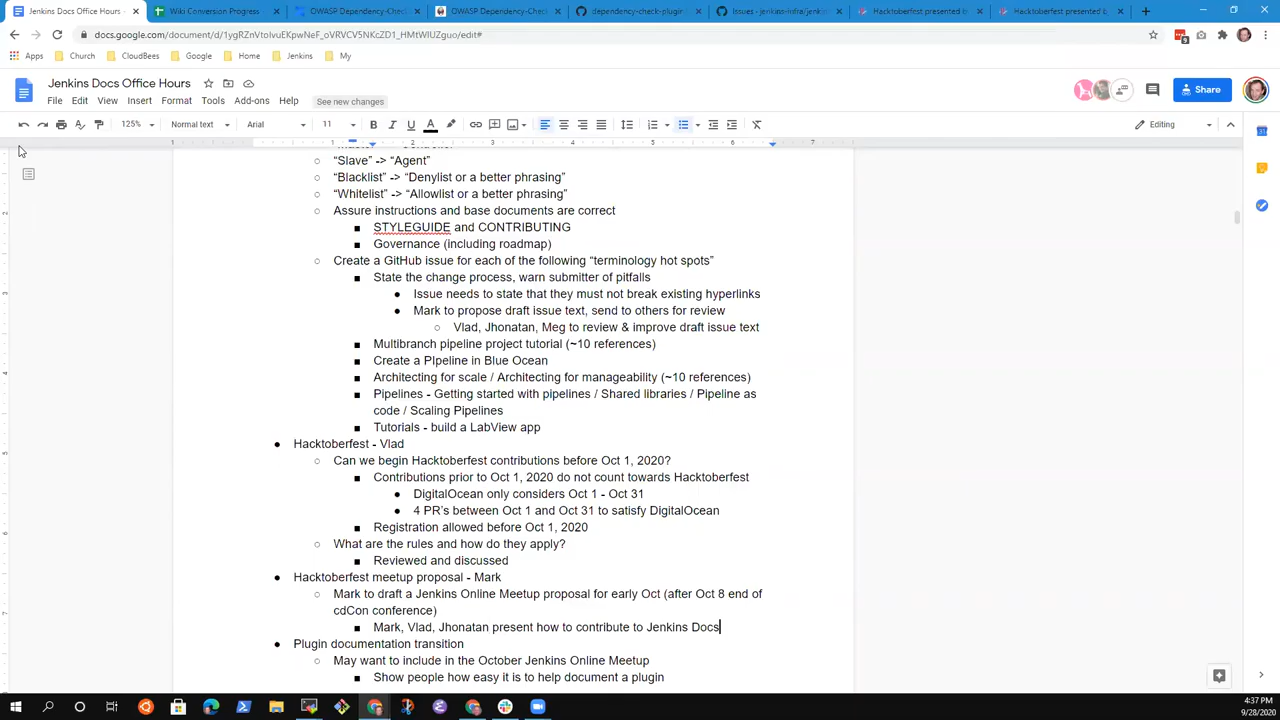 Jenkins Docs Office Hours
Wiki Conversion Progress
OWASP Dependency-Chec
OWASP Dependency-Chec
dependency-check-plugin
Issues - jenkins-infra/jenki
Hacktoberfest presented b
Hacktoberfest presented b
docs.google.com/document/d/1ygRZnVtoIvuEKpwNeF_oVRVCV5NKcZD1_HMtWIUZguo/edit#
Apps
Church
CloudBees
Google
Home
Jenkins
My
Jenkins Docs Office Hours
File Edit View Insert Format Tools Add-ons Help
See new changes
Share
125%
Normal text
Arial
11
Editing
“Slave” -> “Agent”
“Blacklist” -> “Denylist or a better phrasing”
“Whitelist” -> “Allowlist or a better phrasing”
Assure instructions and base documents are correct
STYLEGUIDE and CONTRIBUTING
Governance (including roadmap)
Create a GitHub issue for each of the following “terminology hot spots”
State the change process, warn submitter of pitfalls
Issue needs to state that they must not break existing hyperlinks
Mark to propose draft issue text, send to others for review
Vlad, Jhonatan, Meg to review & improve draft issue text
Multibranch pipeline project tutorial (~10 references)
Create a PIpeline in Blue Ocean
Architecting for scale / Architecting for manageability (~10 references)
Pipelines - Getting started with pipelines / Shared libraries / Pipeline as
code / Scaling Pipelines
Tutorials - build a LabView app
Hacktoberfest - Vlad
Can we begin Hacktoberfest contributions before Oct 1, 2020?
Contributions prior to Oct 1, 2020 do not count towards Hacktoberfest
DigitalOcean only considers Oct 1 - Oct 31
4 PR’s between Oct 1 and Oct 31 to satisfy DigitalOcean
Registration allowed before Oct 1, 2020
What are the rules and how do they apply?
Reviewed and discussed
Hacktoberfest meetup proposal - Mark
Mark to draft a Jenkins Online Meetup proposal for early Oct (after Oct 8 end of
cdCon conference)
Mark, Vlad, Jhonatan present how to contribute to Jenkins Docs
Plugin documentation transition
May want to include in the October Jenkins Online Meetup
Show people how easy it is to help document a plugin
4:37 PM
9/28/2020